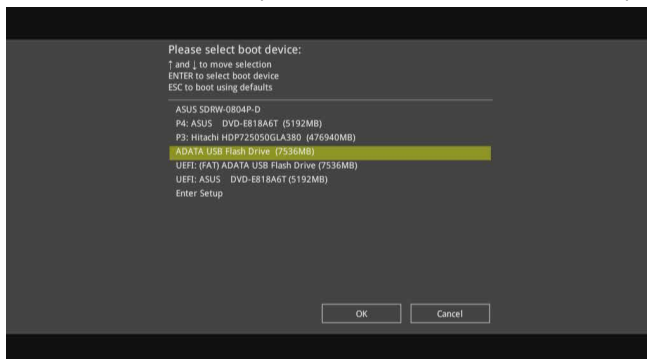 Please select boot device:
↑ and ↓ to move selection
ENTER to select boot device
ESC to boot using defaults
ASUS SDRW-0804P-D
P4: ASUS DVD-E818A6T (5192MB)
P3: Hitachi HDP725050GLA380 (476940MB)
ADATA USB Flash Drive (7536MB)
UEFI: (FAT) ADATA USB Flash Drive (7536MB)
UEFI: ASUS DVD-E818A6T (5192MB)
Enter Setup
OK Cancel